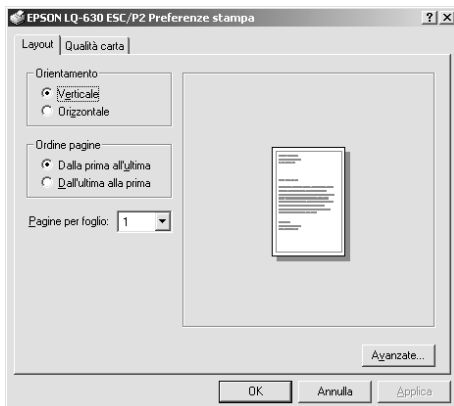 EPSON LQ-630 ESC/P2 Preferenze stampa
Layout
Qualità carta
Orientamento
Verticale
Orizzontale
Ordine pagine
Dalla prima all'ultima
Dall'ultima alla prima
Pagine per foglio: 1
Avanzate...
OK
Annulla
Applica